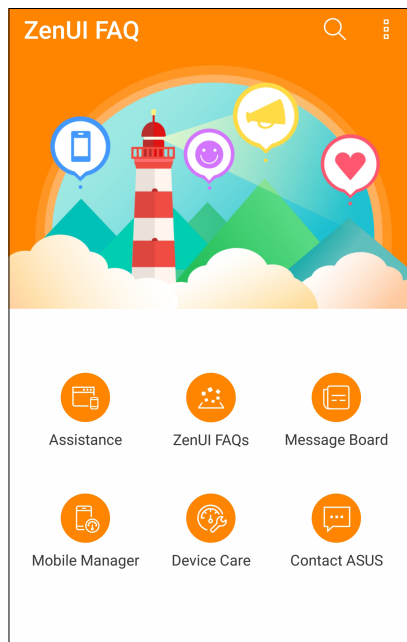 ZenUI FAQ
Assistance
ZenUI FAQs
Message Board
Mobile Manager
Device Care
Contact ASUS